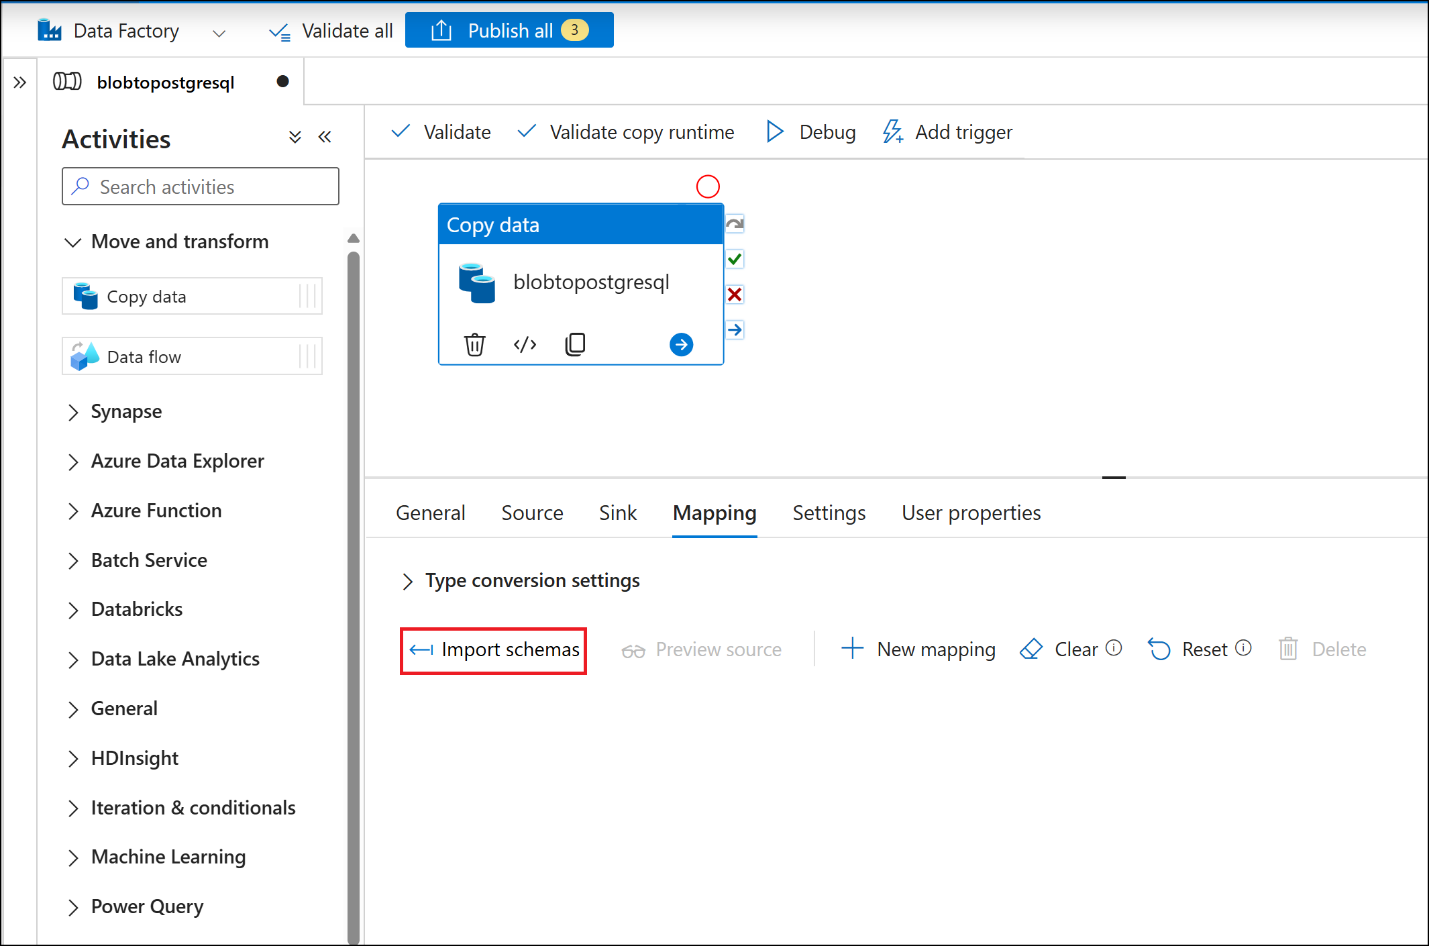 Data Factory
Validate all
Publish all 3
blobtopostgresql
Activities
Search activities
Move and transform
Copy data
Data flow
Synapse
Azure Data Explorer
Azure Function
Batch Service
Databricks
Data Lake Analytics
General
HDInsight
Iteration & conditionals
Machine Learning
Power Query
Validate Validate copy runtime Debug Add trigger
Copy data
blobtopostgresql
General Source Sink Mapping Settings User properties
Type conversion settings
Import schemas Preview source New mapping Clear Reset Delete